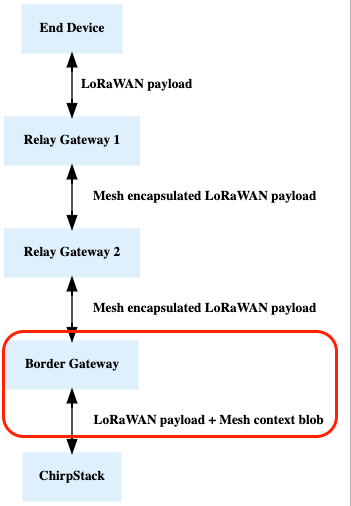 End Device
LoRaWAN payload
Relay Gateway 1
Mesh encapsulated LoRaWAN payload
Relay Gateway 2
Mesh encapsulated LoRaWAN payload
Border Gateway
LoRaWAN payload + Mesh context blob
ChirpStack